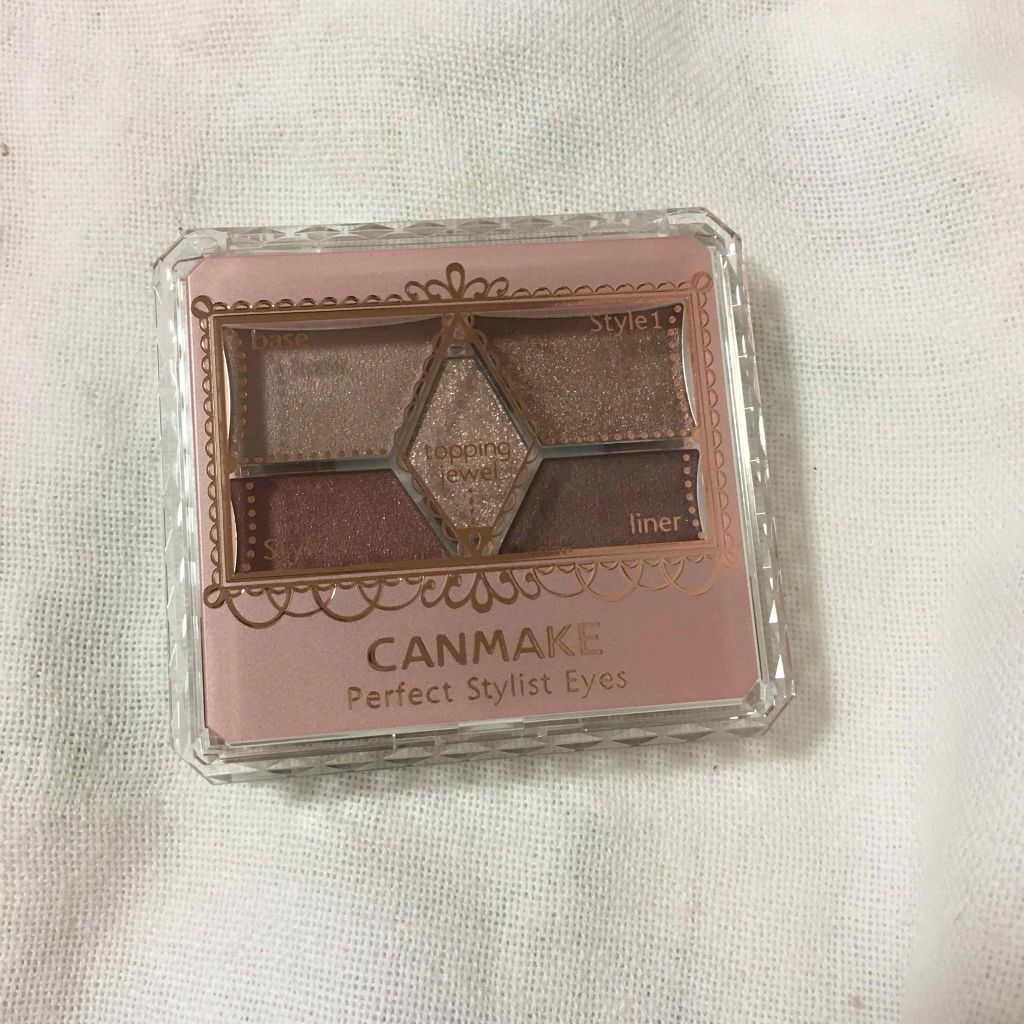 base
Style1
topping
jewel
liner
CANMAKE
Perfect Stylist Eyes